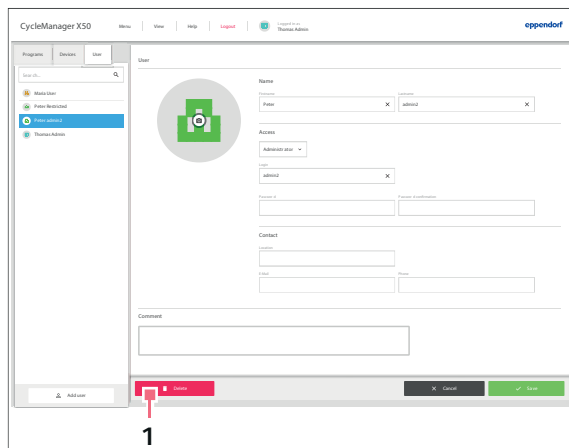 CycleManager X50 Menu View Help Logout Logged in as eppendorf
Thomas Admin
Programs Devices User
Search...
Maria User
Peter Restricted
Peter admin2
Thomas Admin
Add user
User
Name
Firstname Lastname
Peter admin2
Access
Administrator
Login
admin2
Password Password confirmation
Contact
Location
E-Mail Phone
Comment
Delete Cancel Save
1